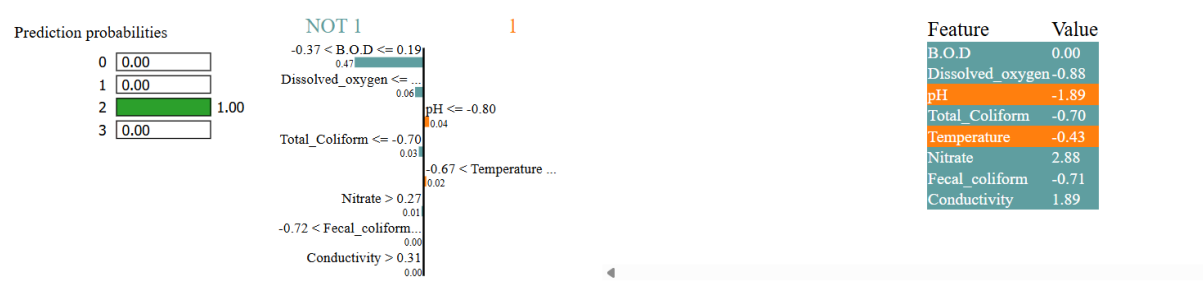 Prediction probabilities
0 0.00
1 0.00
2 1.00
3 0.00
NOT 1 1
-0.37 < B.O.D <= 0.19
0.47
Dissolved_oxygen <= ...
0.06
pH <= -0.80
0.04
Total_Coliform <= -0.70
0.03
-0.67 < Temperature ...
0.02
Nitrate > 0.27
0.01
-0.72 < Fecal_coliform...
0.00
Conductivity > 0.31
0.00
Feature Value
B.O.D 0.00
Dissolved_oxygen -0.88
pH -1.89
Total_Coliform -0.70
Temperature -0.43
Nitrate 2.88
Fecal_coliform -0.71
Conductivity 1.89